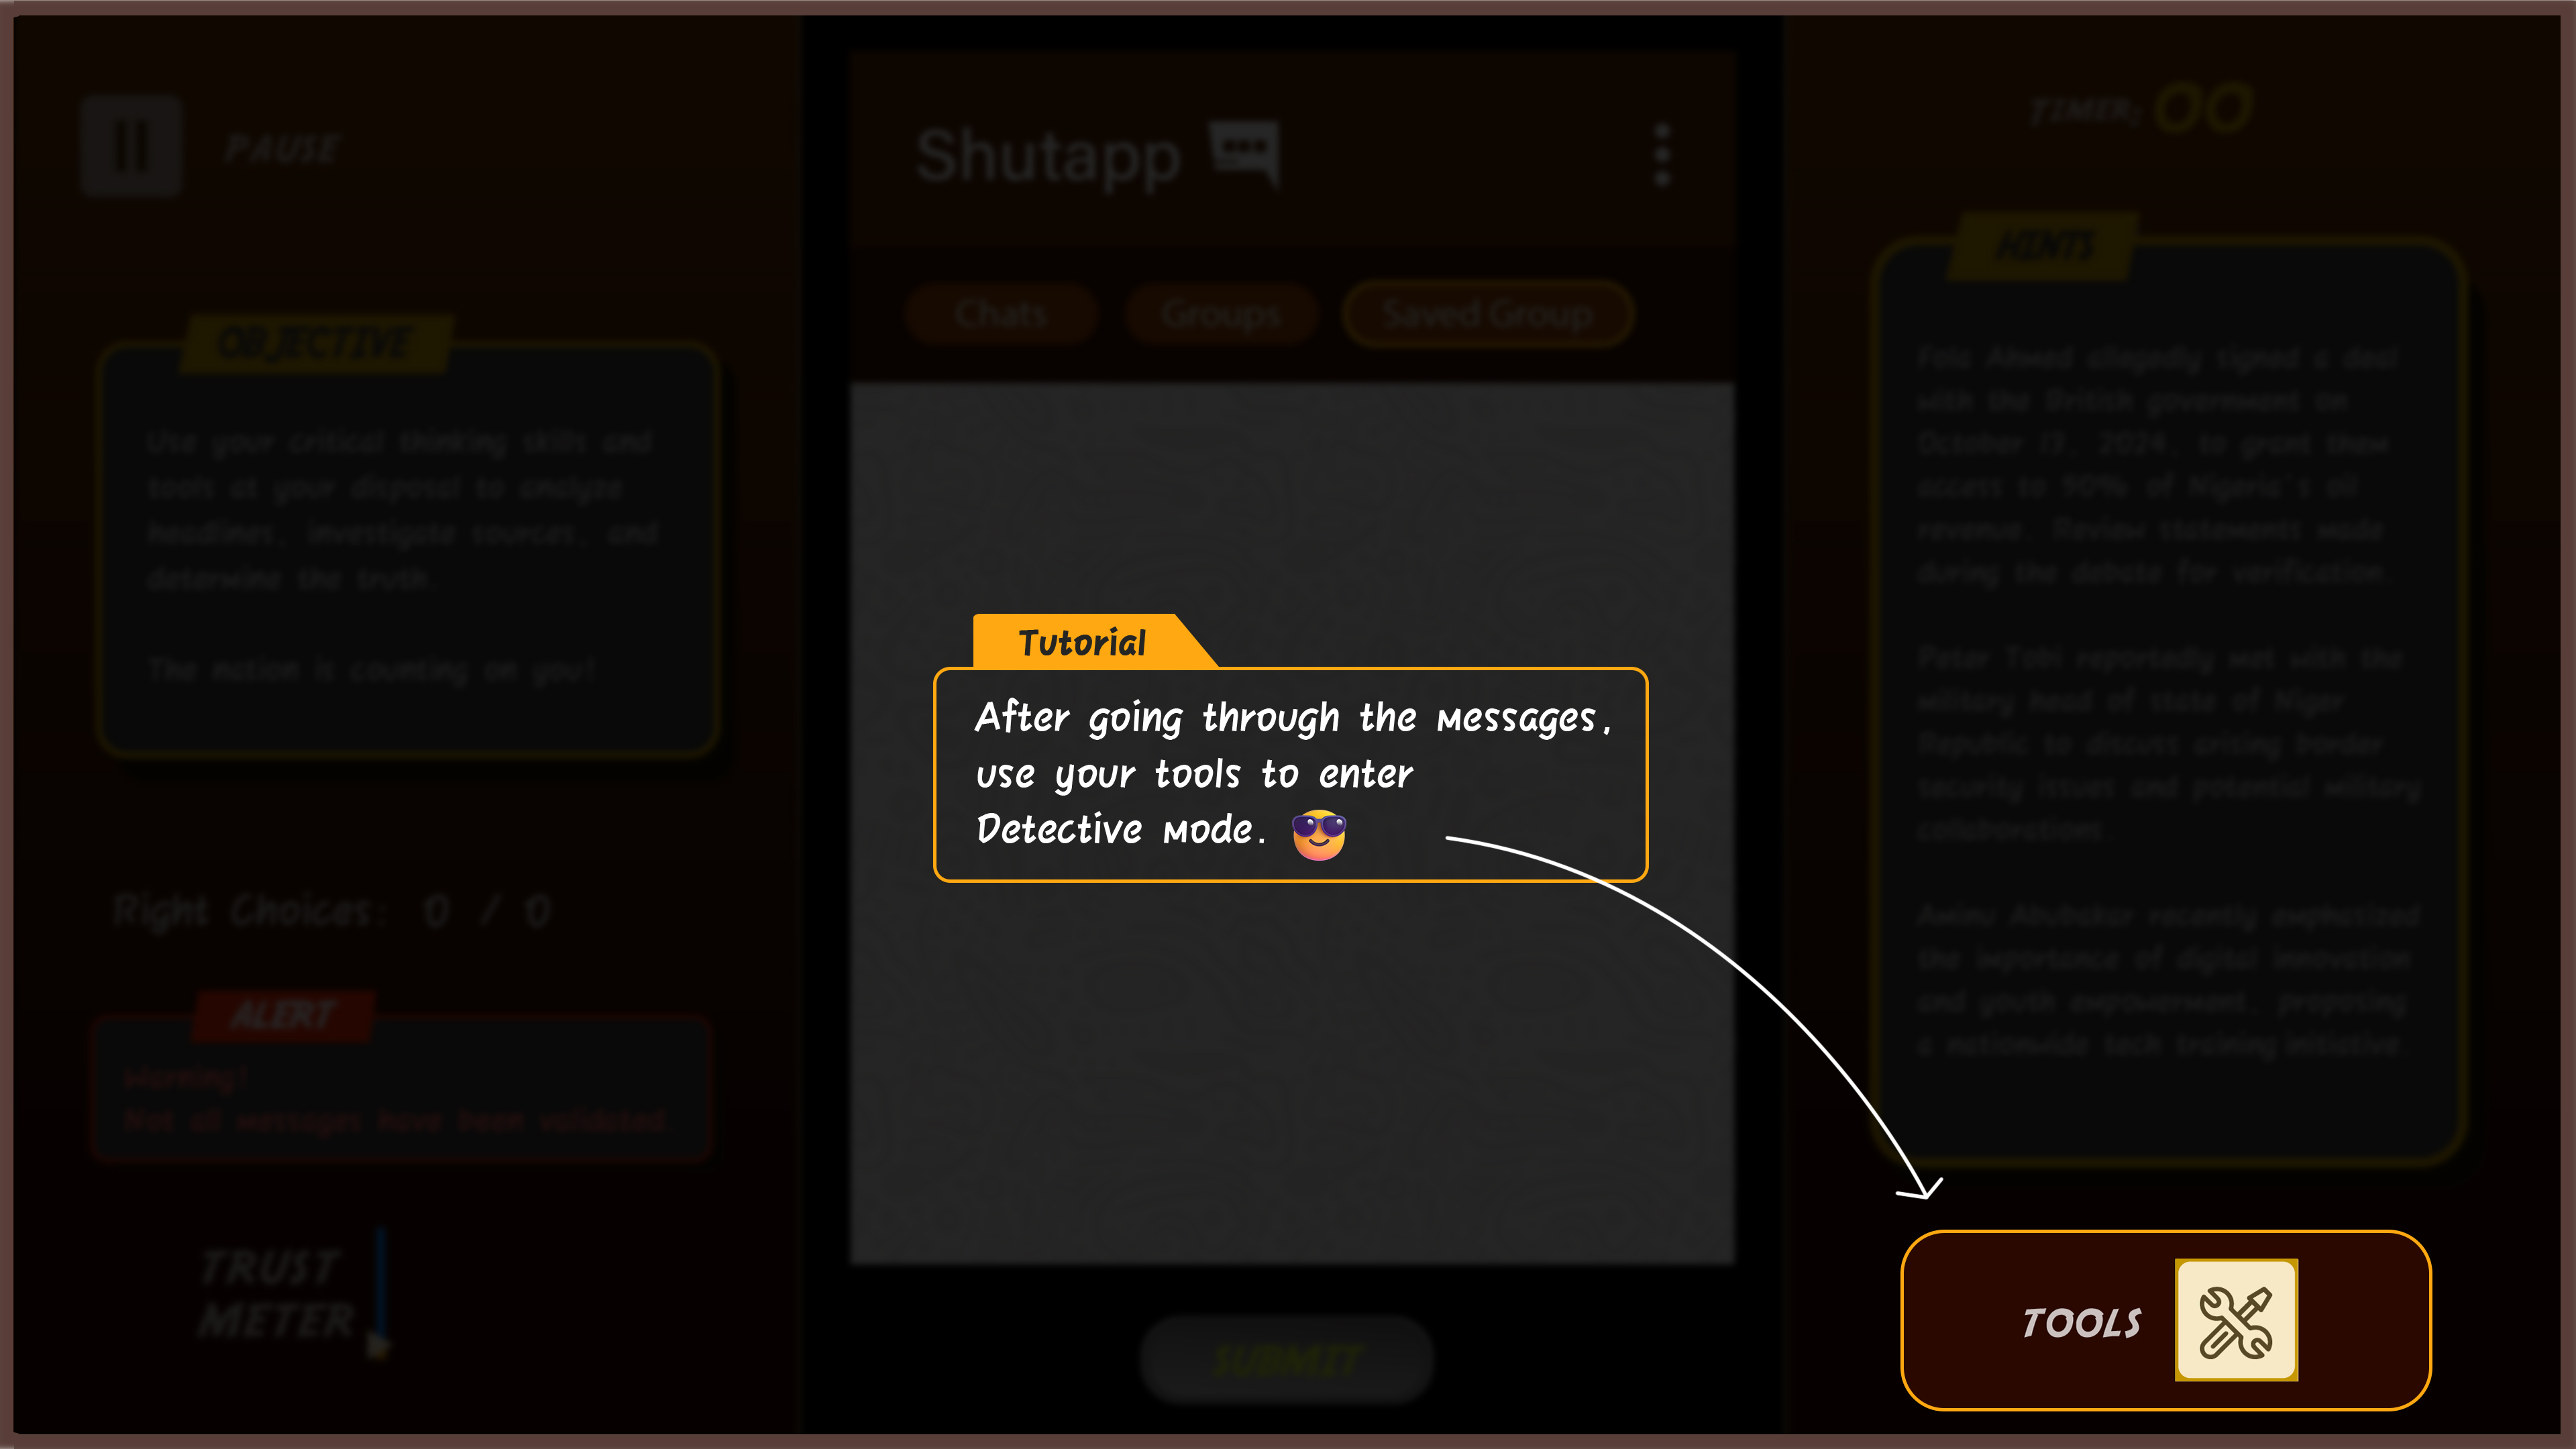 PAUSE
OBJECTIVE
Use your critical thinking skills and
tools at your disposal to analyze
headlines, investigate sources, and
determine the truth.
The nation is counting on you!
Right Choices: 0 / 0
ALERT
Warning!
Not all messages have been validated
TRUST
METER
Shutapp
Chats
Groups
Saved Group
Tutorial
After going through the messages,
use your tools to enter
Detective mode.
SUBMIT
TIMER: 00
HINTS
Fola Ahmed allegedly signed a deal
with the British government on
October 13, 2024, to grant them
access to 90% of Nigeria's oil
revenue. Review statements made
during the debate for verification.
Peter Tobi reportedly met with the
military head of state of Niger
Republic to discuss arising border
security issues and potential military
collaborations.
Aminu Abubakar recently emphasized
the importance of digital innovation
and youth empowerment, proposing
a nationwide tech training initiative.
TOOLS